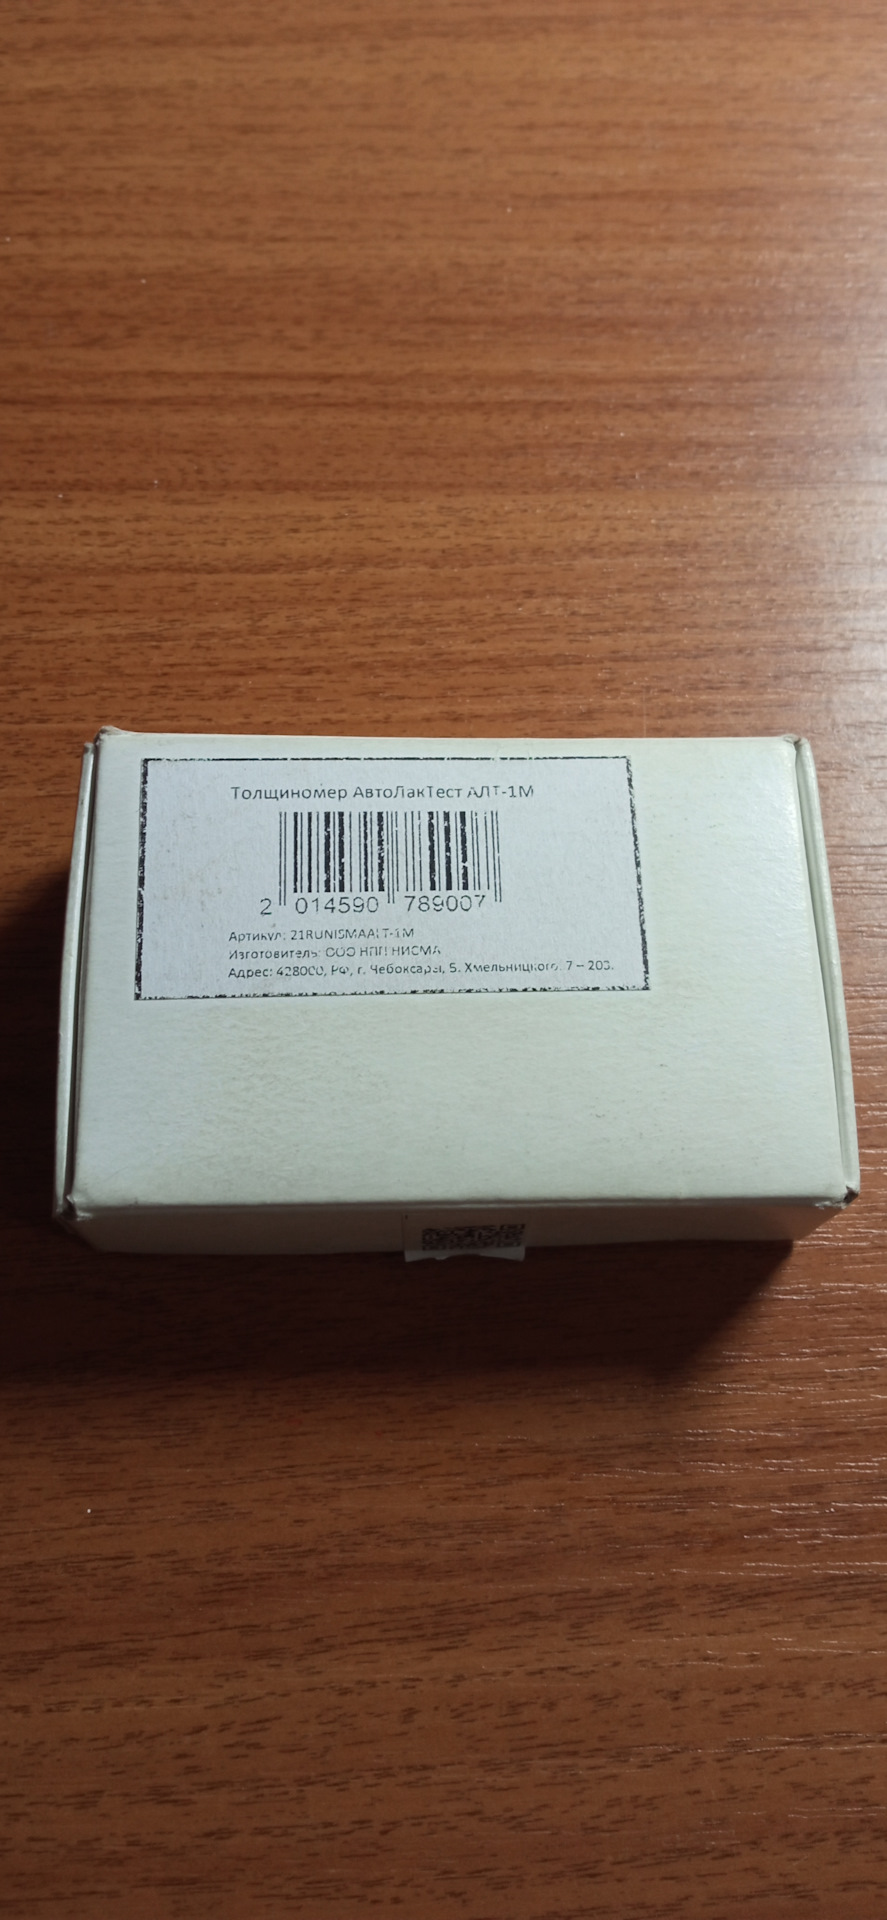 Толщиномер АвтоЛакТест АЛТ-1М
2 014590 789007
Артикул: 21RUNISMAALT-1M
Изготовитель: ООО НПП НИСМА
Адрес: 428000, РФ, г. Чебоксары, Б. Хмельницкого, 7 – 203.